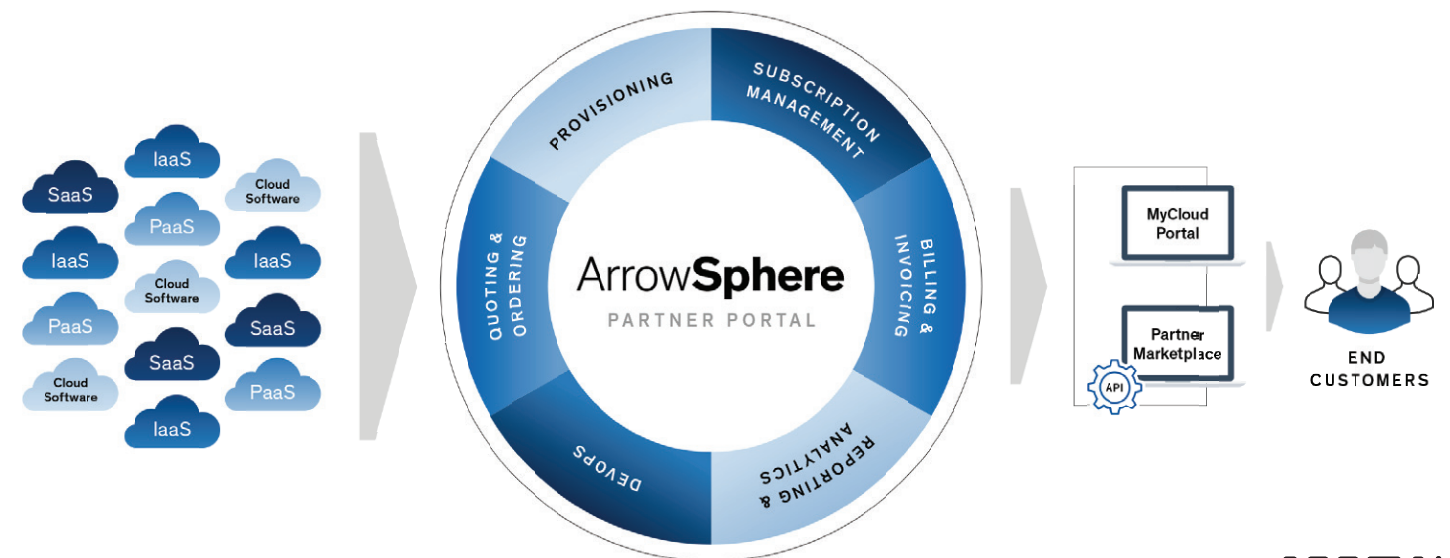 IaaS
SaaS
Cloud
Software
PaaS
IaaS
IaaS
Cloud
Software
PaaS
SaaS
SaaS
Cloud
Software
PaaS
IaaS
PROVISIONING
SUBSCRIPTION
MANAGEMENT
QUOTING &
ORDERING
BILLING &
INVOICING
DEVOPS
REPORTING &
ANALYTICS
ArrowSphere
PARTNER PORTAL
MyCloud
Portal
Partner
Marketplace
API
END
CUSTOMERS